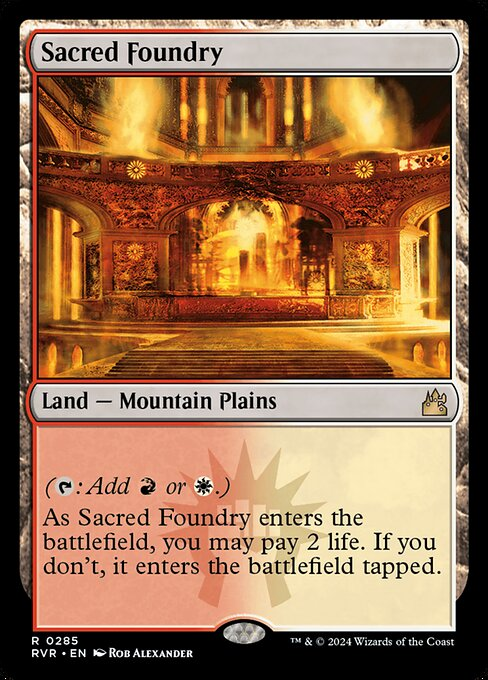 Sacred Foundry
Land — Mountain Plains
(T: Add R or W.)
As Sacred Foundry enters the
battlefield, you may pay 2 life. If you
don't, it enters the battlefield tapped.
R 0285
™ & © 2024 Wizards of the Coast
RVR • EN Rob Alexander